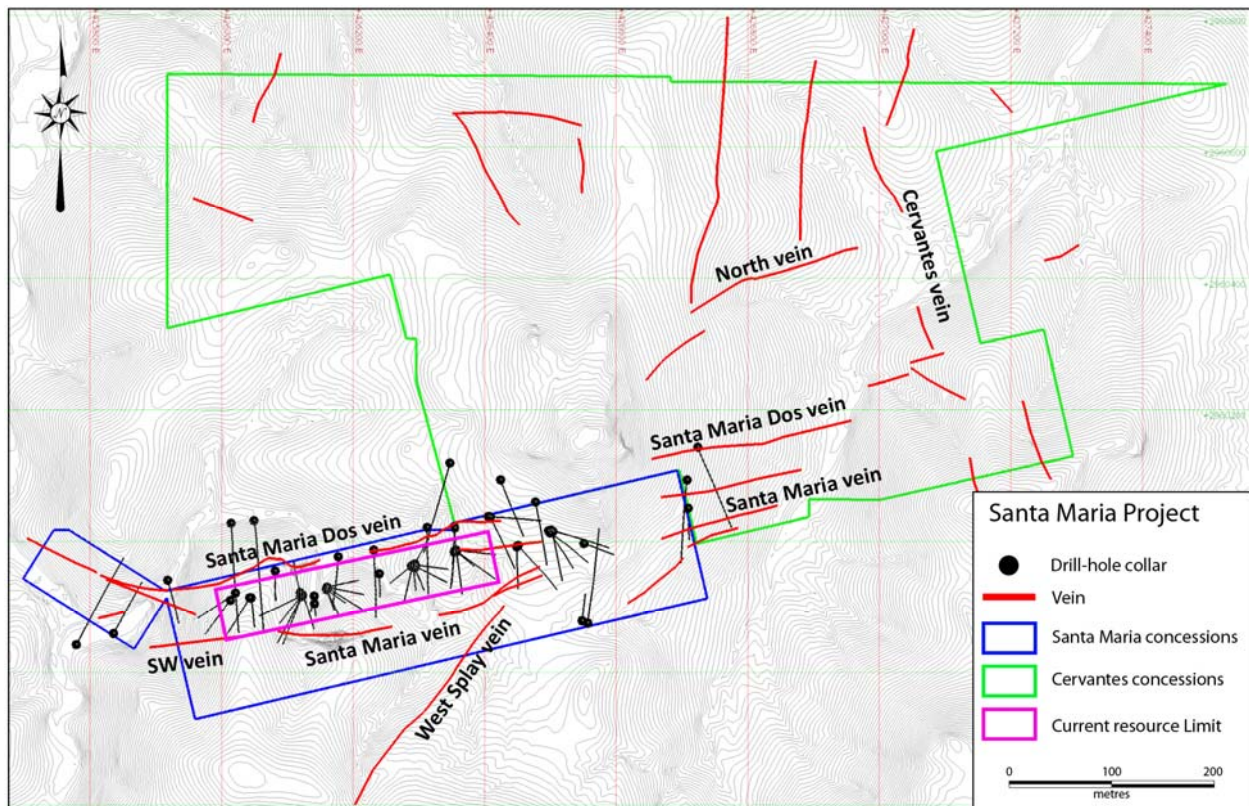 N
North vein
Cervantes vein
Santa Maria Dos vein
Santa Maria vein
Santa Maria Dos vein
Santa Maria vein
SW vein
West Splay vein
Santa Maria Project
Drill-hole collar
Vein
Santa Maria concessions
Cervantes concessions
Current resource Limit
0 100 200
metres